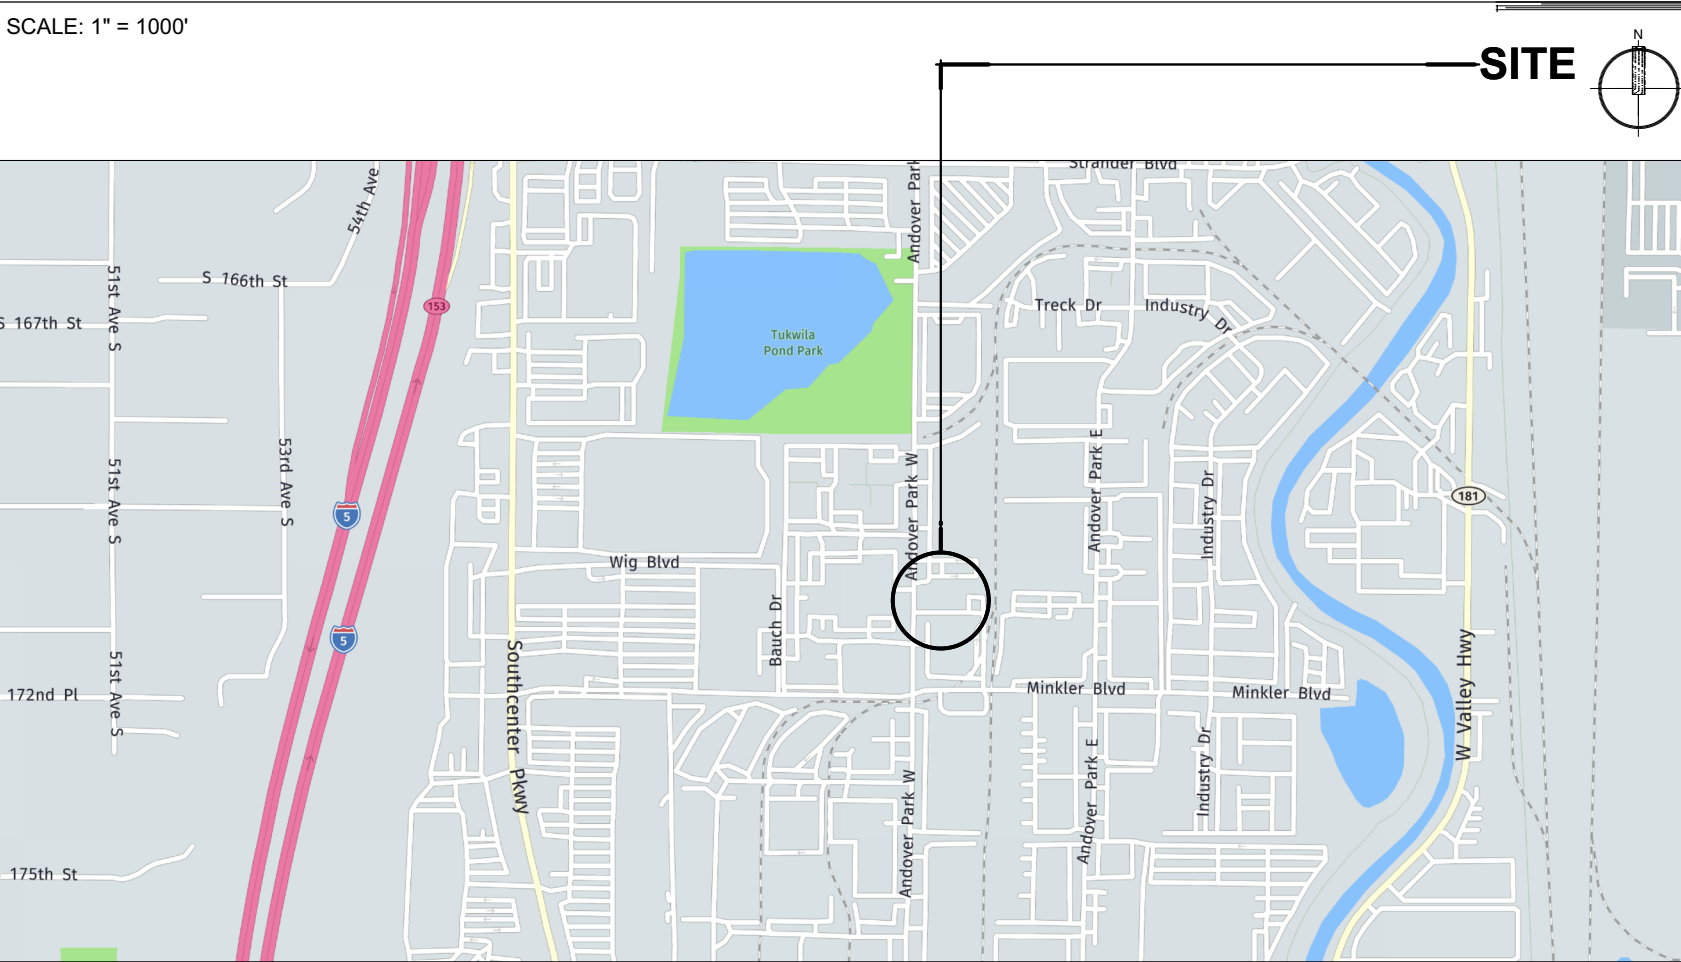 SCALE: 1" = 1000'
N
SITE
Strander Blvd
54th Ave
Andover Park
S 166th St
51st Ave S
153
Treck Dr
Industry Dr
S 167th St
Tukwila
Pond Park
53rd Ave S
51st Ave S
Andover Park W
Andover Park E
Industry Dr
181
5
Wig Blvd
Bauch Dr
5
Southcenter Pkwy
51st Ave S
172nd Pl
Minkler Blvd
Minkler Blvd
W Valley Hwy
Andover Park W
Andover Park E
Industry Dr
175th St